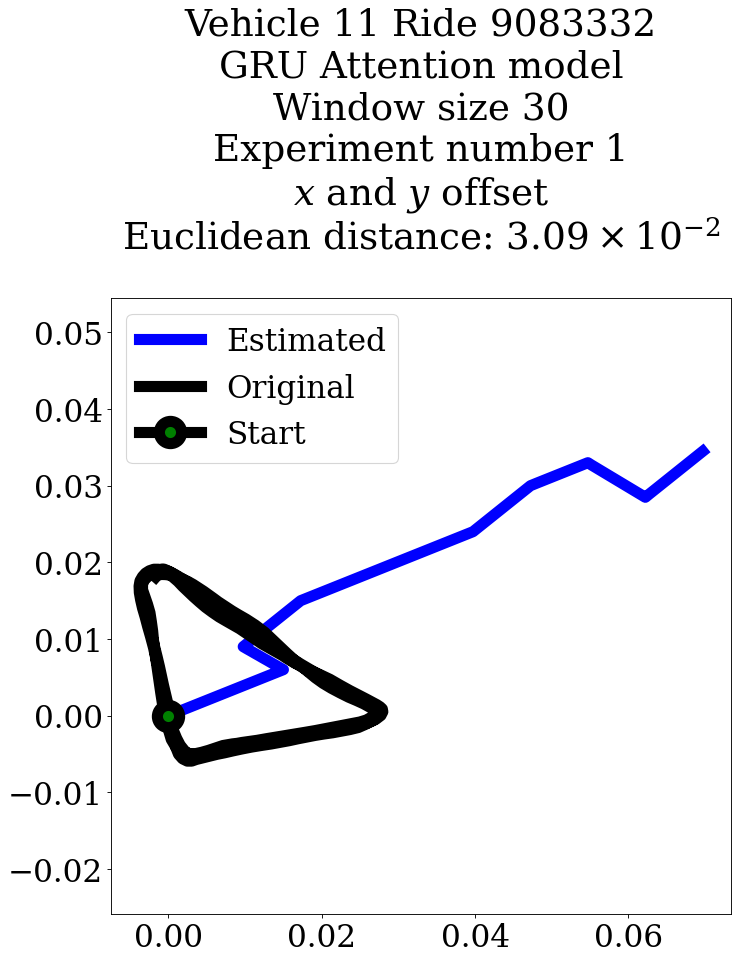 Vehicle 11 Ride 9083332
GRU Attention model
Window size 30
Experiment number 1
x and y offset
Euclidean distance: 3.09 × 10⁻²
Estimated
Original
Start
0.05
0.04
0.03
0.02
0.01
0.00
−0.01
−0.02
0.00 0.02 0.04 0.06